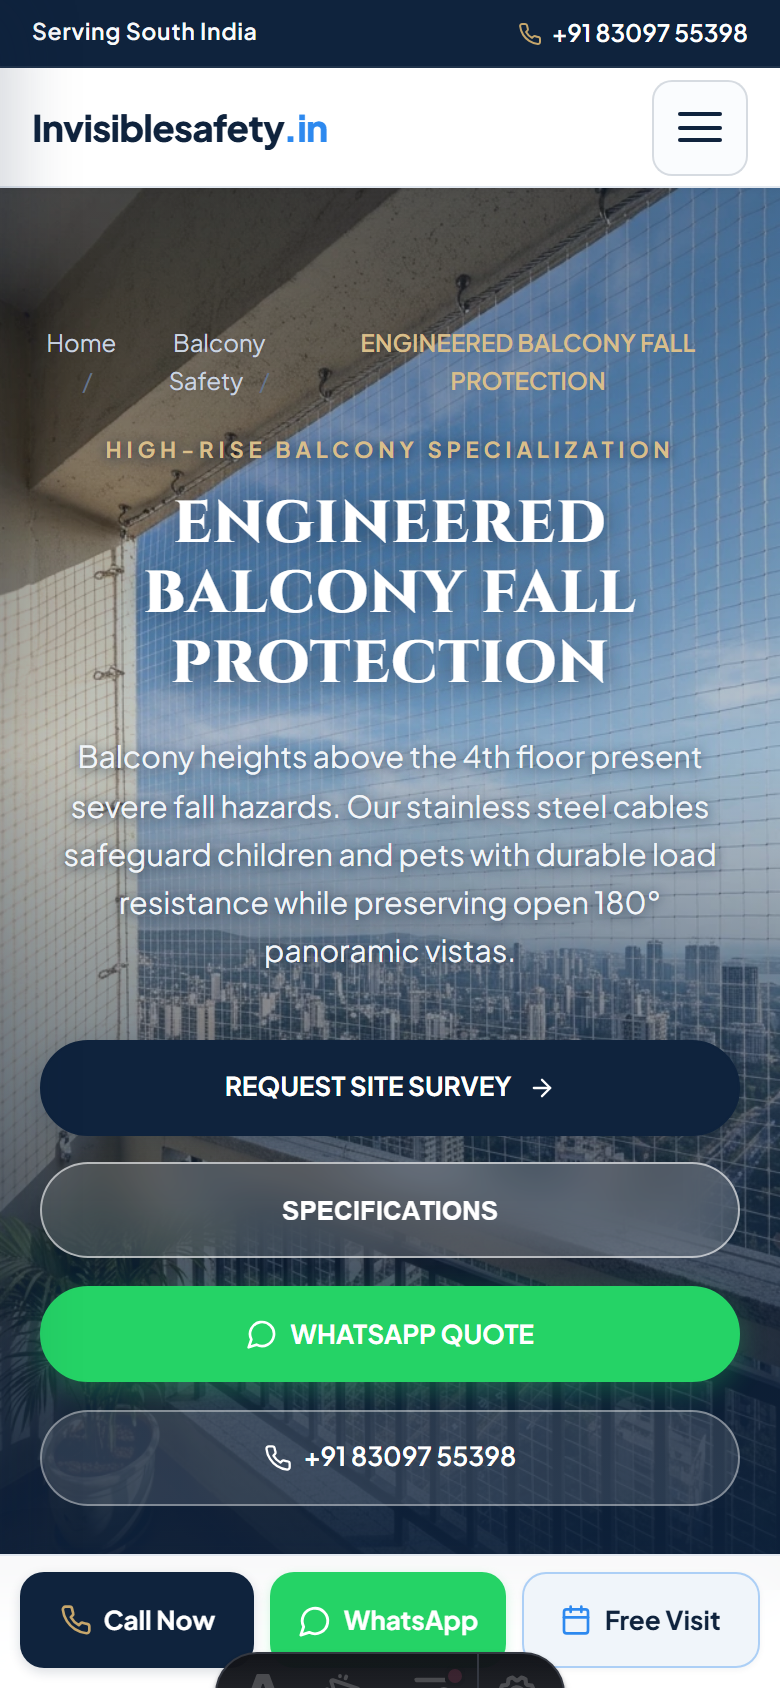 Serving South India
+91 83097 55398
Invisiblesafety.in
Home / Balcony Safety / ENGINEERED BALCONY FALL PROTECTION
HIGH-RISE BALCONY SPECIALIZATION
ENGINEERED
BALCONY FALL
PROTECTION
Balcony heights above the 4th floor present
severe fall hazards. Our stainless steel cables
safeguard children and pets with durable load
resistance while preserving open 180°
panoramic vistas.
REQUEST SITE SURVEY →
SPECIFICATIONS
WHATSAPP QUOTE
+91 83097 55398
Call Now
WhatsApp
Free Visit